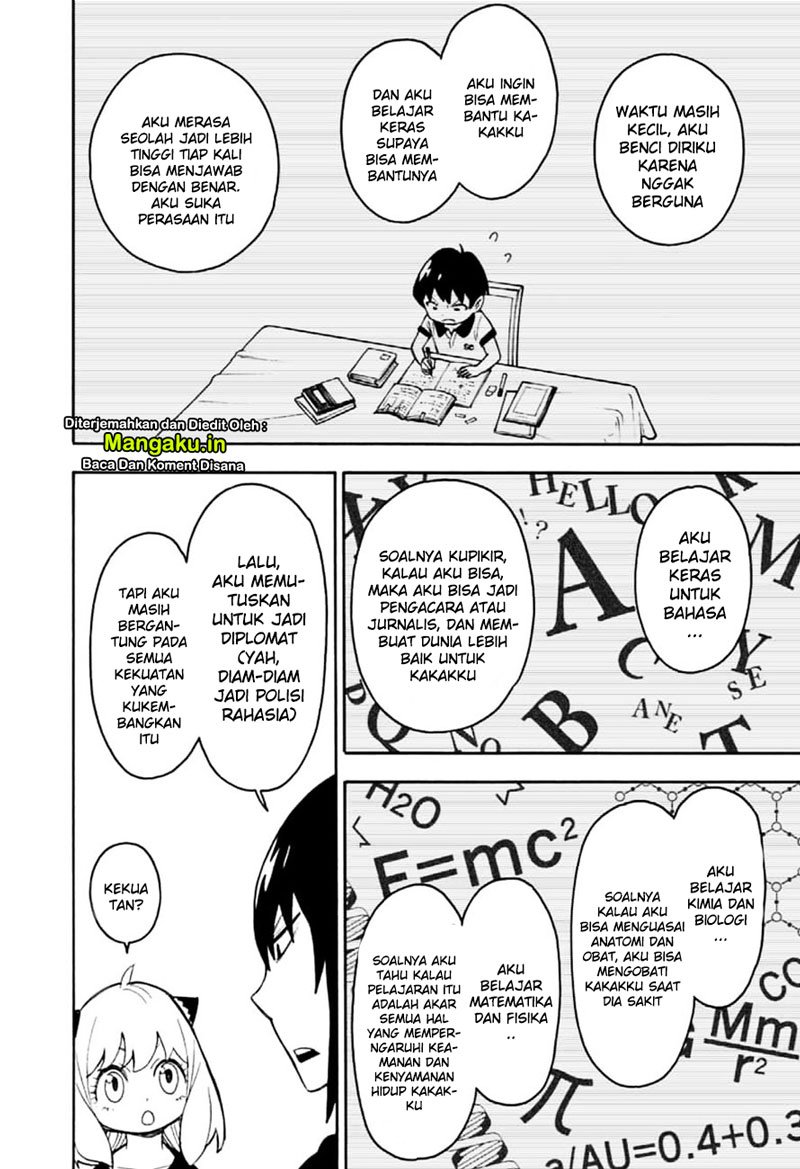 WAKTU MASIH
KECIL, AKU
BENCI DIRIKU
KARENA
NGGAK
BERGUNA
AKU INGIN
BISA MEM-
BANTU KA-
KAKKU
DAN AKU
BELAJAR
KERAS
SUPAYA
BISA MEM-
BANTUNYA
AKU MERASA
SEOLAH JADI LEBIH
TINGGI TIAP KALI
BISA MENJAWAB
DENGAN BENAR.
AKU SUKA
PERASAAN ITU
SC
Diterjemahkan dan Diedit Oleh :
Mangaku.in
Baca Dan Koment Disana
HELLO
!?
A
M
AKU
BELAJAR
KERAS
UNTUK
BAHASA
...
SOALNYA KUPIKIR,
KALAU AKU BISA,
MAKA AKU BISA JADI
PENGACARA ATAU
JURNALIS, DAN MEM-
BUAT DUNIA LEBIH
BAIK UNTUK
KAKAKKU
C
Y
SE
ANE
P
Q
NO
B
T
H2O
E=mc2
AKU
BELAJAR
KIMIA DAN
BIOLOGI
...
SOALNYA
KALAU AKU
BISA MENGUASAI
ANATOMI DAN
OBAT, AKU BISA
MENGOBATI
KAKAKKU SAAT
DIA SAKIT
AKU
BELAJAR
MATEMATIKA
DAN FISIKA
..
SOALNYA AKU
TAHU KALAU
PELAJARAN ITU
ADALAH AKAR
SEMUA HAL
YANG MEMPER-
NGARUHI KEA-
MANAN DAN
KENYAMANAN
HIDUP KAKAK-
KU
co
Mm
r2
π
a/AU=0.4+0.3
LALU,
AKU MEMU-
TUSKAN
UNTUK JADI
DIPLOMAT
(YAH,
DIAM-DIAM
JADI POLISI
RAHASIA)
TAPI AKU
MASIH
BERGAN-
TUNG PADA
SEMUA
KEKUATAN
YANG
KUKEM-
BANGKAN
ITU
KEKUA
TAN?